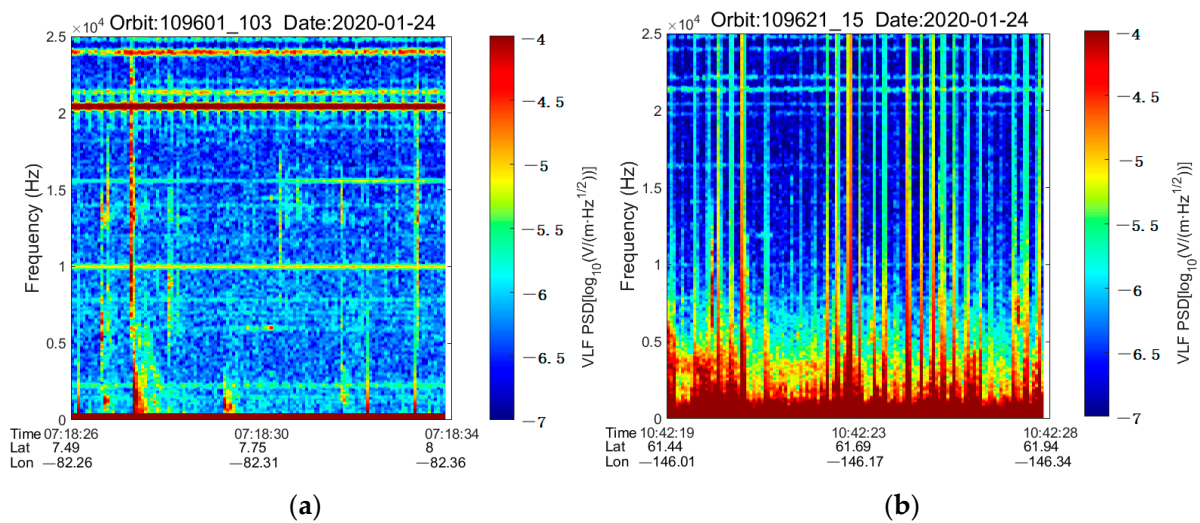 Orbit:109601_103 Date:2020-01-24
×10⁴
2.5
2
1.5
1
0.5
0
Frequency (Hz)
−4
−4.5
−5
−5.5
−6
−6.5
−7
VLF PSD[log10(V/(m·Hz^1/2))]
Time 07:18:26 07:18:30 07:18:34
Lat 7.49 7.75 8
Lon −82.26 −82.31 −82.36
(a)
Orbit:109621_15 Date:2020-01-24
×10⁴
2.5
2
1.5
1
0.5
0
Frequency (Hz)
−4
−4.5
−5
−5.5
−6
−6.5
−7
VLF PSD[log10(V/(m·Hz^1/2))]
Time 10:42:19 10:42:23 10:42:28
Lat 61.44 61.69 61.94
Lon −146.01 −146.17 −146.34
(b)